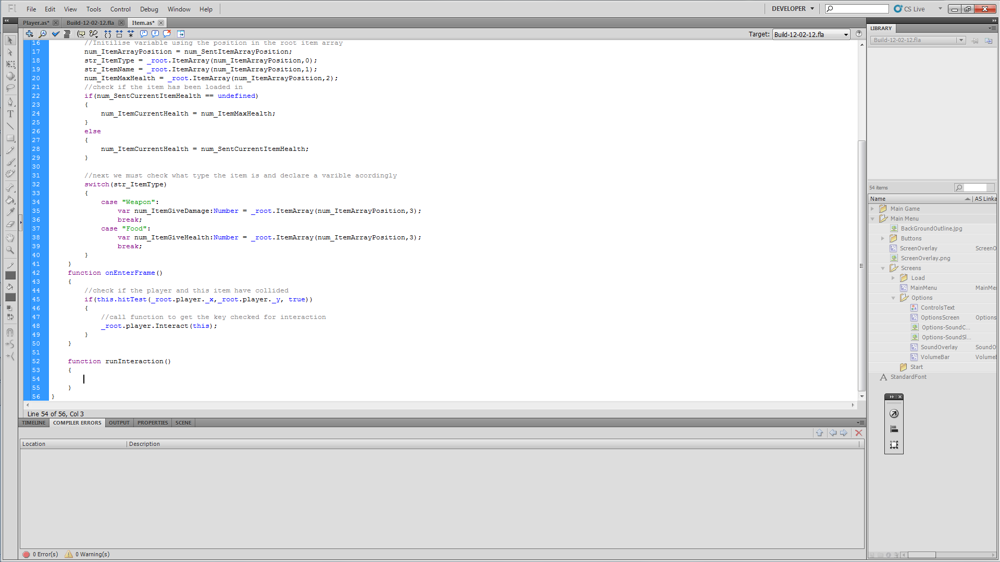 Fl File Edit View Tools Control Debug Window Help DEVELOPER CS Live
Player.as* Build-12-02-12.fla Item.as*
Target: Build-12-02-12.fla
16 //Initilise variable using the position in the root item array
17 num_ItemArrayPosition = num_SentItemArrayPosition;
18 str_ItemType = _root.ItemArray(num_ItemArrayPosition,0);
19 str_ItemName = _root.ItemArray(num_ItemArrayPosition,1);
20 num_ItemMaxHealth = _root.ItemArray(num_ItemArrayPosition,2);
21 //check if the item has been loaded in
22 if(num_SentCurrentItemHealth == undefined)
23 {
24 num_ItemCurrentHealth = num_ItemMaxHealth;
25 }
26 else
27 {
28 num_ItemCurrentHealth = num_SentCurrentItemHealth;
29 }
30
31 //next we must check what type the item is and declare a varible acordingly
32 switch(str_ItemType)
33 {
34 case "Weapon":
35 var num_ItemGiveDamage:Number = _root.ItemArray(num_ItemArrayPosition,3);
36 break;
37 case "Food":
38 var num_ItemGiveHealth:Number = _root.ItemArray(num_ItemArrayPosition,3);
39 break;
40 }
41 }
42 function onEnterFrame()
43 {
44 //check if the player and this item have collided
45 if(this.hitTest(_root.player._x,_root.player._y, true))
46 {
47 //call function to get the key checked for interaction
48 _root.player.Interact(this);
49 }
50 }
51
52 function runInteraction()
53 {
54
55 }
56 }
Line 54 of 56, Col 3
TIMELINE COMPILER ERRORS OUTPUT PROPERTIES SCENE
Location Description
0 Error(s) 0 Warning(s)
LIBRARY
Build-12-02-12.fla
54 items
Name AS Linka
Main Game
Main Menu
BackGroundOutline.jpg
Buttons
ScreenOverlay ScreenO
ScreenOverlay.png
Screens
Load
MainMenu MainMe
Options
ControlsText
OptionsScreen Options
Options-SoundC...
Options-SoundSl...
SoundOverlay SoundO
VolumeBar Volume
Start
StandardFont